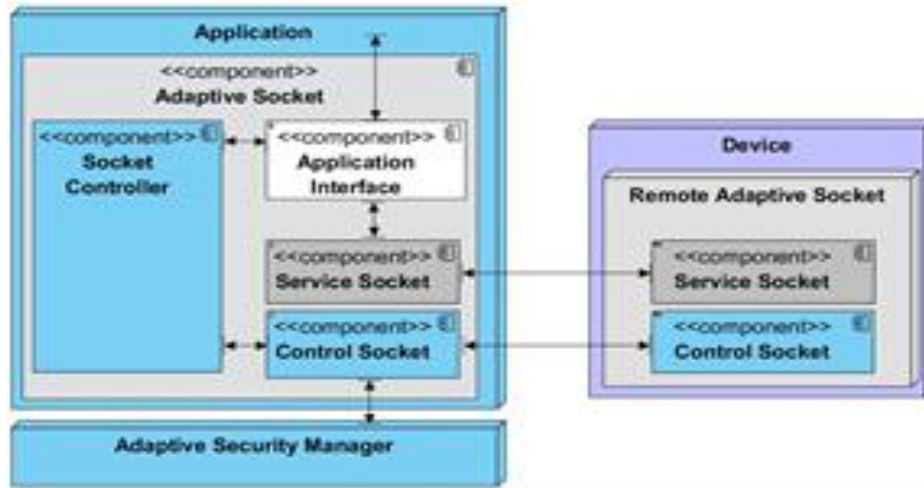 Application
<<component>>
Adaptive Socket
<<component>>
Socket
Controller
<<component>>
Application
Interface
<<component>>
Service Socket
<<component>>
Control Socket
Adaptive Security Manager
Device
Remote Adaptive Socket
<<component>>
Service Socket
<<component>>
Control Socket